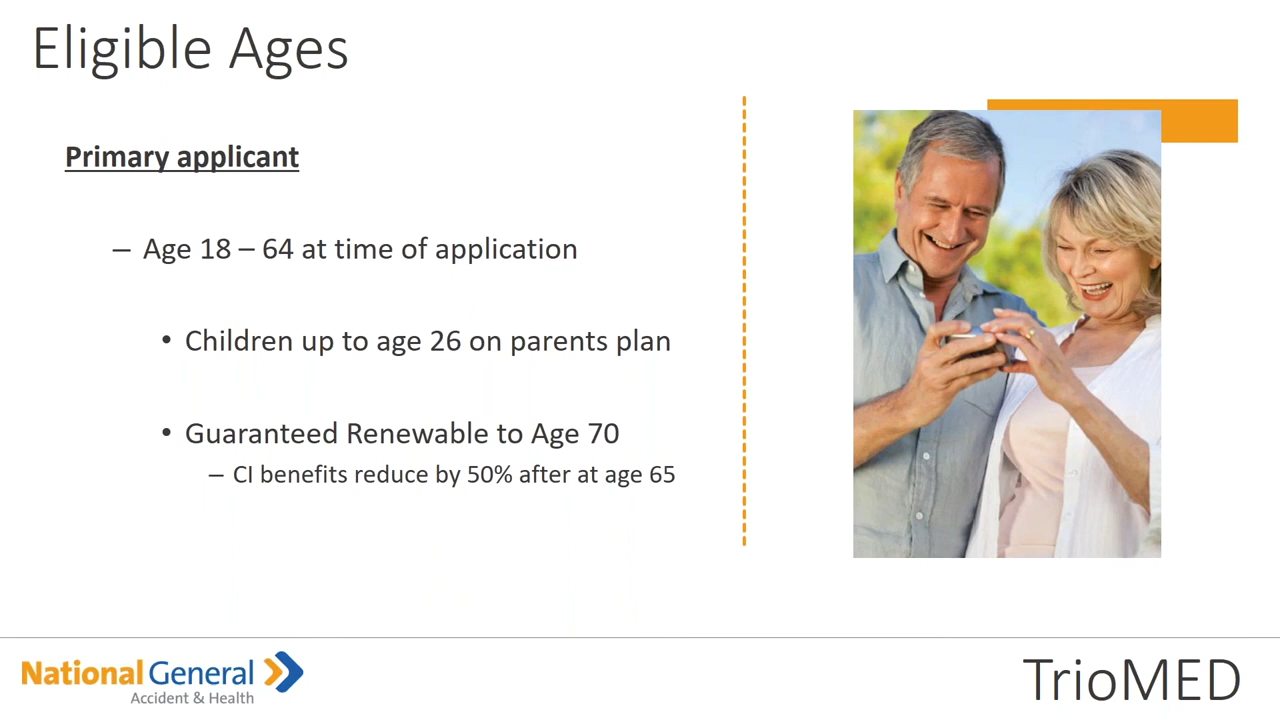 Eligible Ages
Primary applicant
– Age 18 – 64 at time of application
• Children up to age 26 on parents plan
• Guaranteed Renewable to Age 70
– CI benefits reduce by 50% after at age 65
National General
Accident & Health
TrioMED